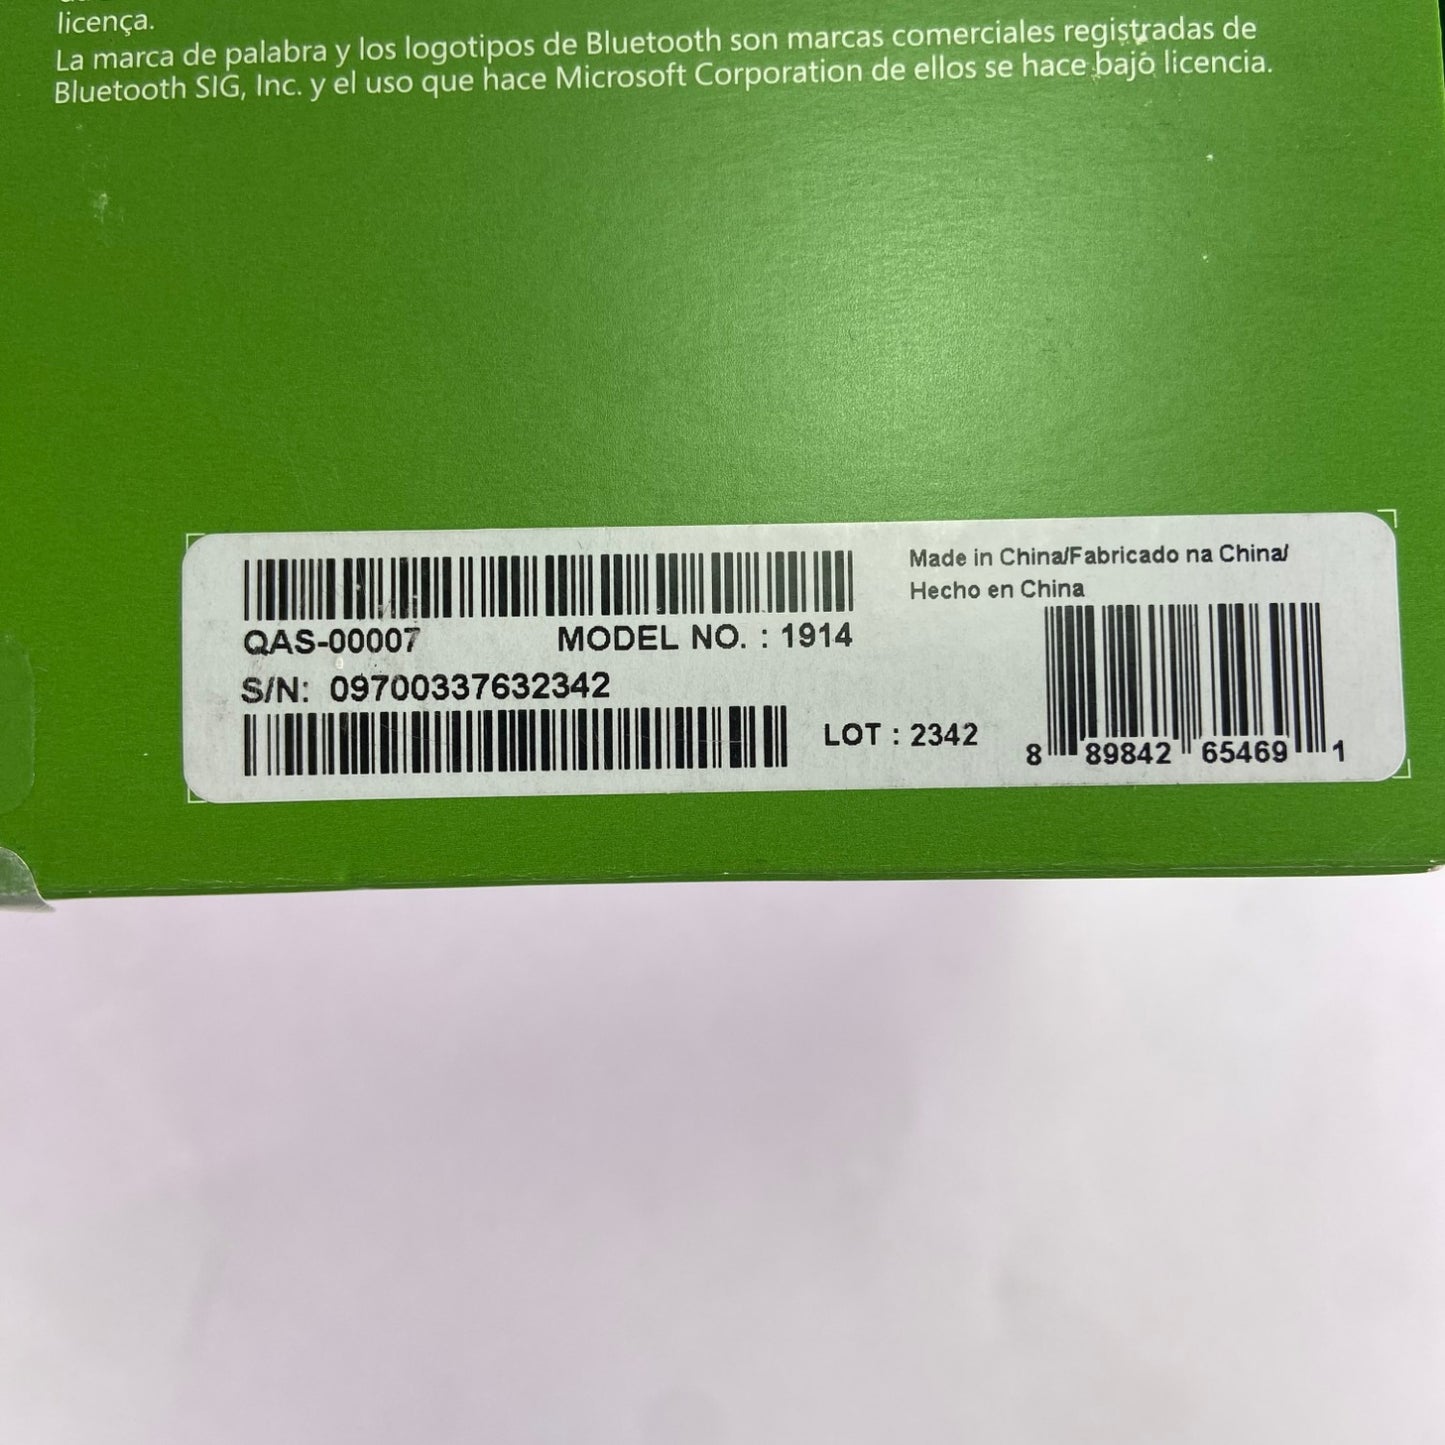 licença.
La marca de palabra y los logotipos de Bluetooth son marcas comerciales registradas de
Bluetooth SIG, Inc. y el uso que hace Microsoft Corporation de ellos se hace bajo licencia.
QAS-00007 MODEL NO. : 1914
S/N: 09700337632342
LOT : 2342
Made in China/Fabricado na China/
Hecho en China
8 89842 65469 1